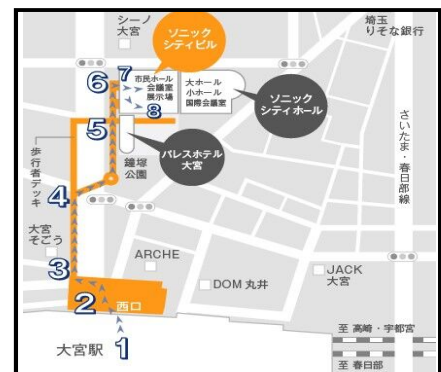 シーノ
大宮
ソニック
シティビル
埼玉
りそな銀行
6
7
市民ホール
会議室
展示場
8
大ホール
小ホール
国際会議室
ソニック
シティホール
5
鐘塚
公園
パレスホテル
大宮
さいたま・春日部線
歩行者デッキ
4
大宮
そごう
3
ARCHE
DOM 丸井
JACK
大宮
2
西口
1
大宮駅
至 高崎・宇都宮
至 春日部